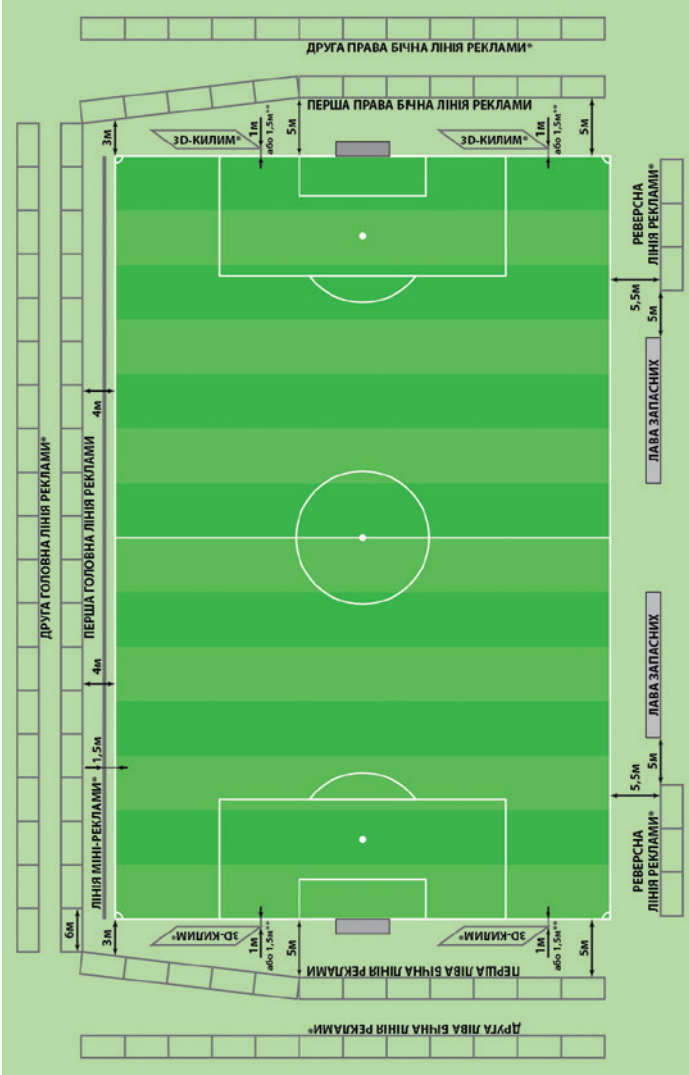 ДРУГА ПРАВА БІЧНА ЛІНІЯ РЕКЛАМИ*
ПЕРША ПРАВА БІЧНА ЛІНІЯ РЕКЛАМИ
3м
3D-КИЛИМ*
1м
або 1,5м**
5м
3D-КИЛИМ*
1м
або 1,5м**
5м
РЕВЕРСНА
ЛІНІЯ РЕКЛАМИ*
5,5м
5м
ЛАВА ЗАПАСНИХ
ДРУГА ГОЛОВНА ЛІНІЯ РЕКЛАМИ*
ПЕРША ГОЛОВНА ЛІНІЯ РЕКЛАМИ
4м
4м
1,5м
ЛІНІЯ МІНІ-РЕКЛАМИ*
6м
ЛАВА ЗАПАСНИХ
5м
5,5м
РЕВЕРСНА
ЛІНІЯ РЕКЛАМИ*
3м
3D-КИЛИМ*
1м
або 1,5м**
5м
3D-КИЛИМ*
1м
або 1,5м**
5м
ПЕРША ЛІВА БІЧНА ЛІНІЯ РЕКЛАМИ
ДРУГА ЛІВА БІЧНА ЛІНІЯ РЕКЛАМИ*